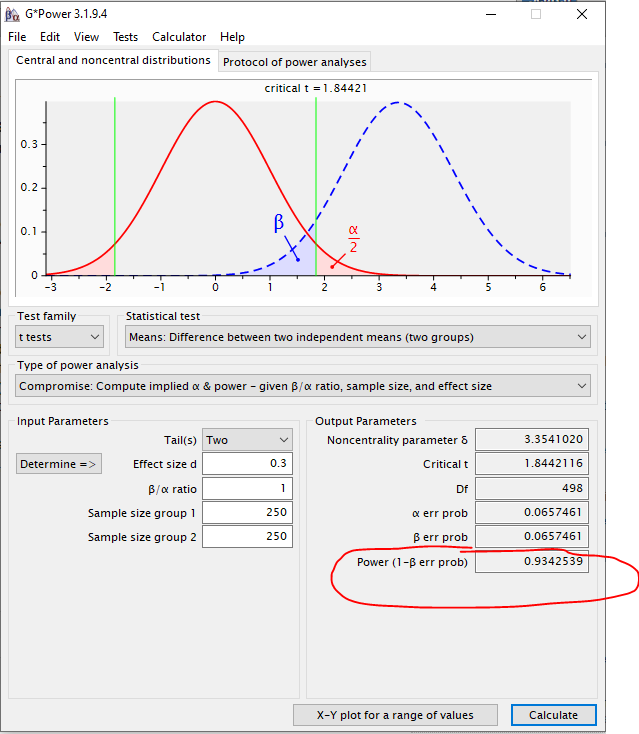 G*Power 3.1.9.4
File Edit View Tests Calculator Help
Central and noncentral distributions Protocol of power analyses
critical t = 1.84421
0.3
0.2
0.1
0
β
α
2
-3 -2 -1 0 1 2 3 4 5 6
Test family Statistical test
t tests Means: Difference between two independent means (two groups)
Type of power analysis
Compromise: Compute implied α & power - given β/α ratio, sample size, and effect size
Input Parameters
Tail(s) Two
Determine => Effect size d 0.3
β/α ratio 1
Sample size group 1 250
Sample size group 2 250
Output Parameters
Noncentrality parameter δ 3.3541020
Critical t 1.8442116
Df 498
α err prob 0.0657461
β err prob 0.0657461
Power (1-β err prob) 0.9342539
X-Y plot for a range of values Calculate